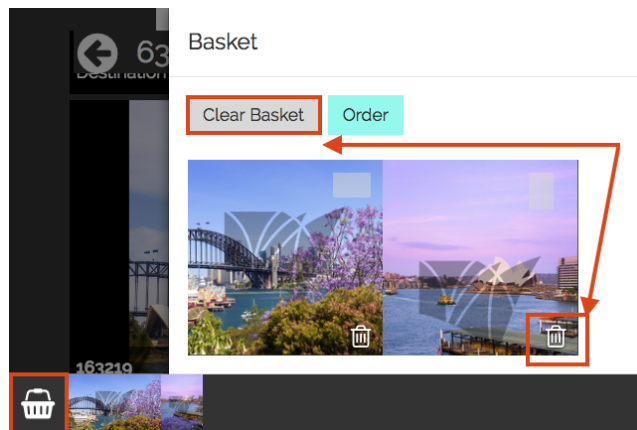 Basket
63
Destination
Clear Basket
Order
163219